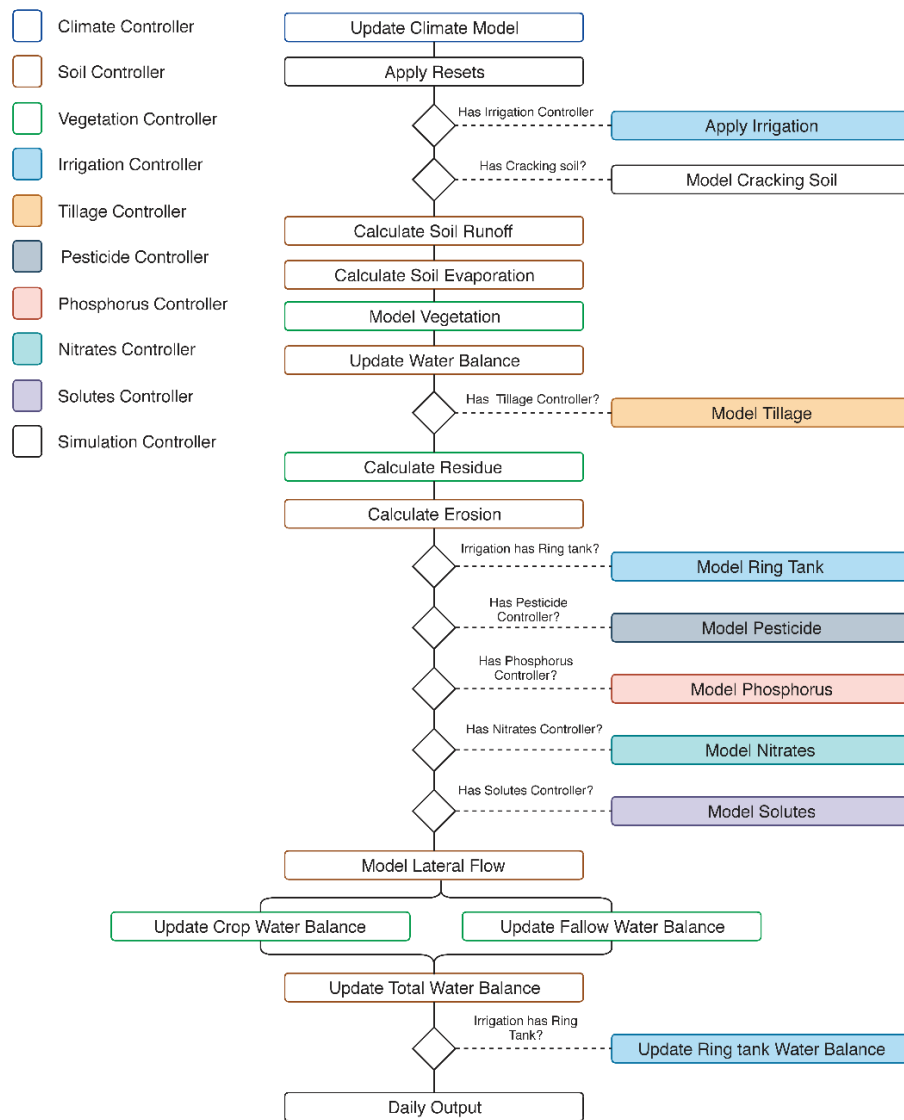 Climate Controller
Soil Controller
Vegetation Controller
Irrigation Controller
Tillage Controller
Pesticide Controller
Phosphorus Controller
Nitrates Controller
Solutes Controller
Simulation Controller
Update Climate Model
Apply Resets
Has Irrigation Controller
Apply Irrigation
Has Cracking soil?
Model Cracking Soil
Calculate Soil Runoff
Calculate Soil Evaporation
Model Vegetation
Update Water Balance
Has Tillage Controller?
Model Tillage
Calculate Residue
Calculate Erosion
Irrigation has Ring tank?
Model Ring Tank
Has Pesticide
Controller?
Model Pesticide
Has Phosphorus
Controller?
Model Phosphorus
Has Nitrates Controller?
Model Nitrates
Has Solutes Controller?
Model Solutes
Model Lateral Flow
Update Crop Water Balance
Update Fallow Water Balance
Update Total Water Balance
Irrigation has Ring
Tank?
Update Ring tank Water Balance
Daily Output